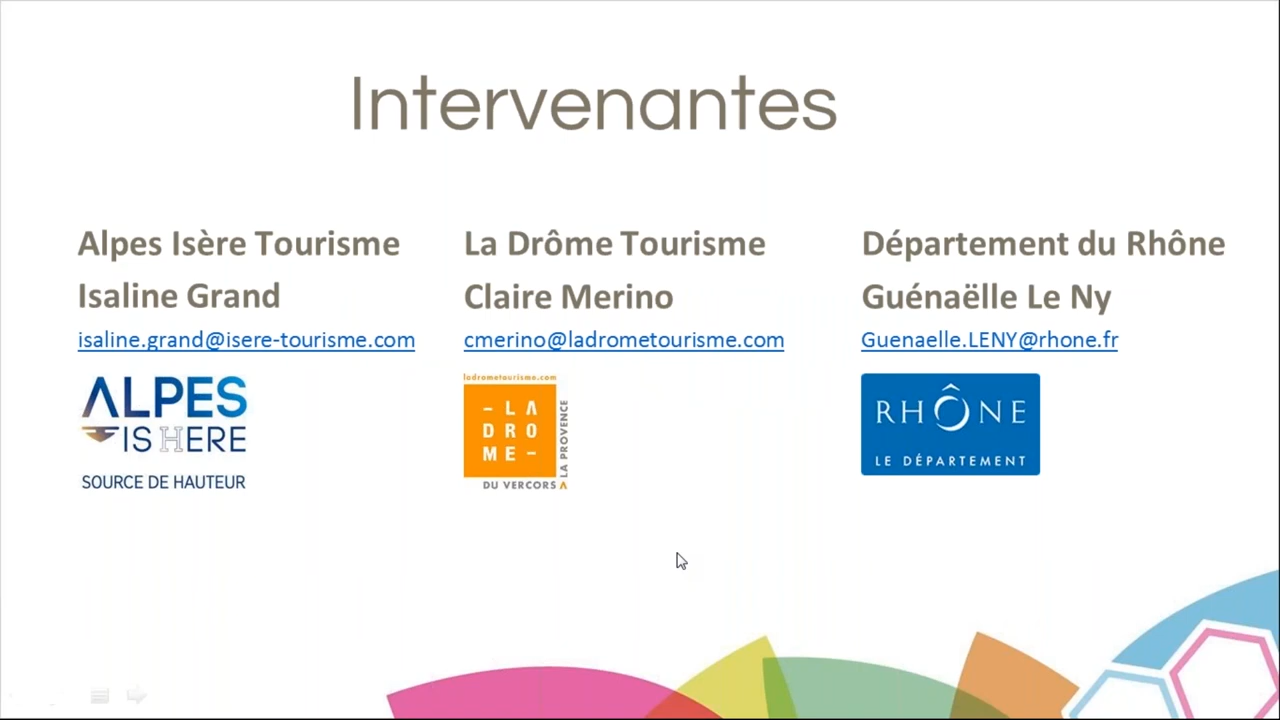 Intervenantes
Alpes Isère Tourisme
Isaline Grand
isaline.grand@isere-tourisme.com
ALPES
IS HERE
SOURCE DE HAUTEUR
La Drôme Tourisme
Claire Merino
cmerino@ladrometourisme.com
ladrometourisme.com
– LA
DRO
ME –
DU VERCORS A
LA PROVENCE
Département du Rhône
Guénaëlle Le Ny
Guenaelle.LENY@rhone.fr
RHÔNE
LE DÉPARTEMENT